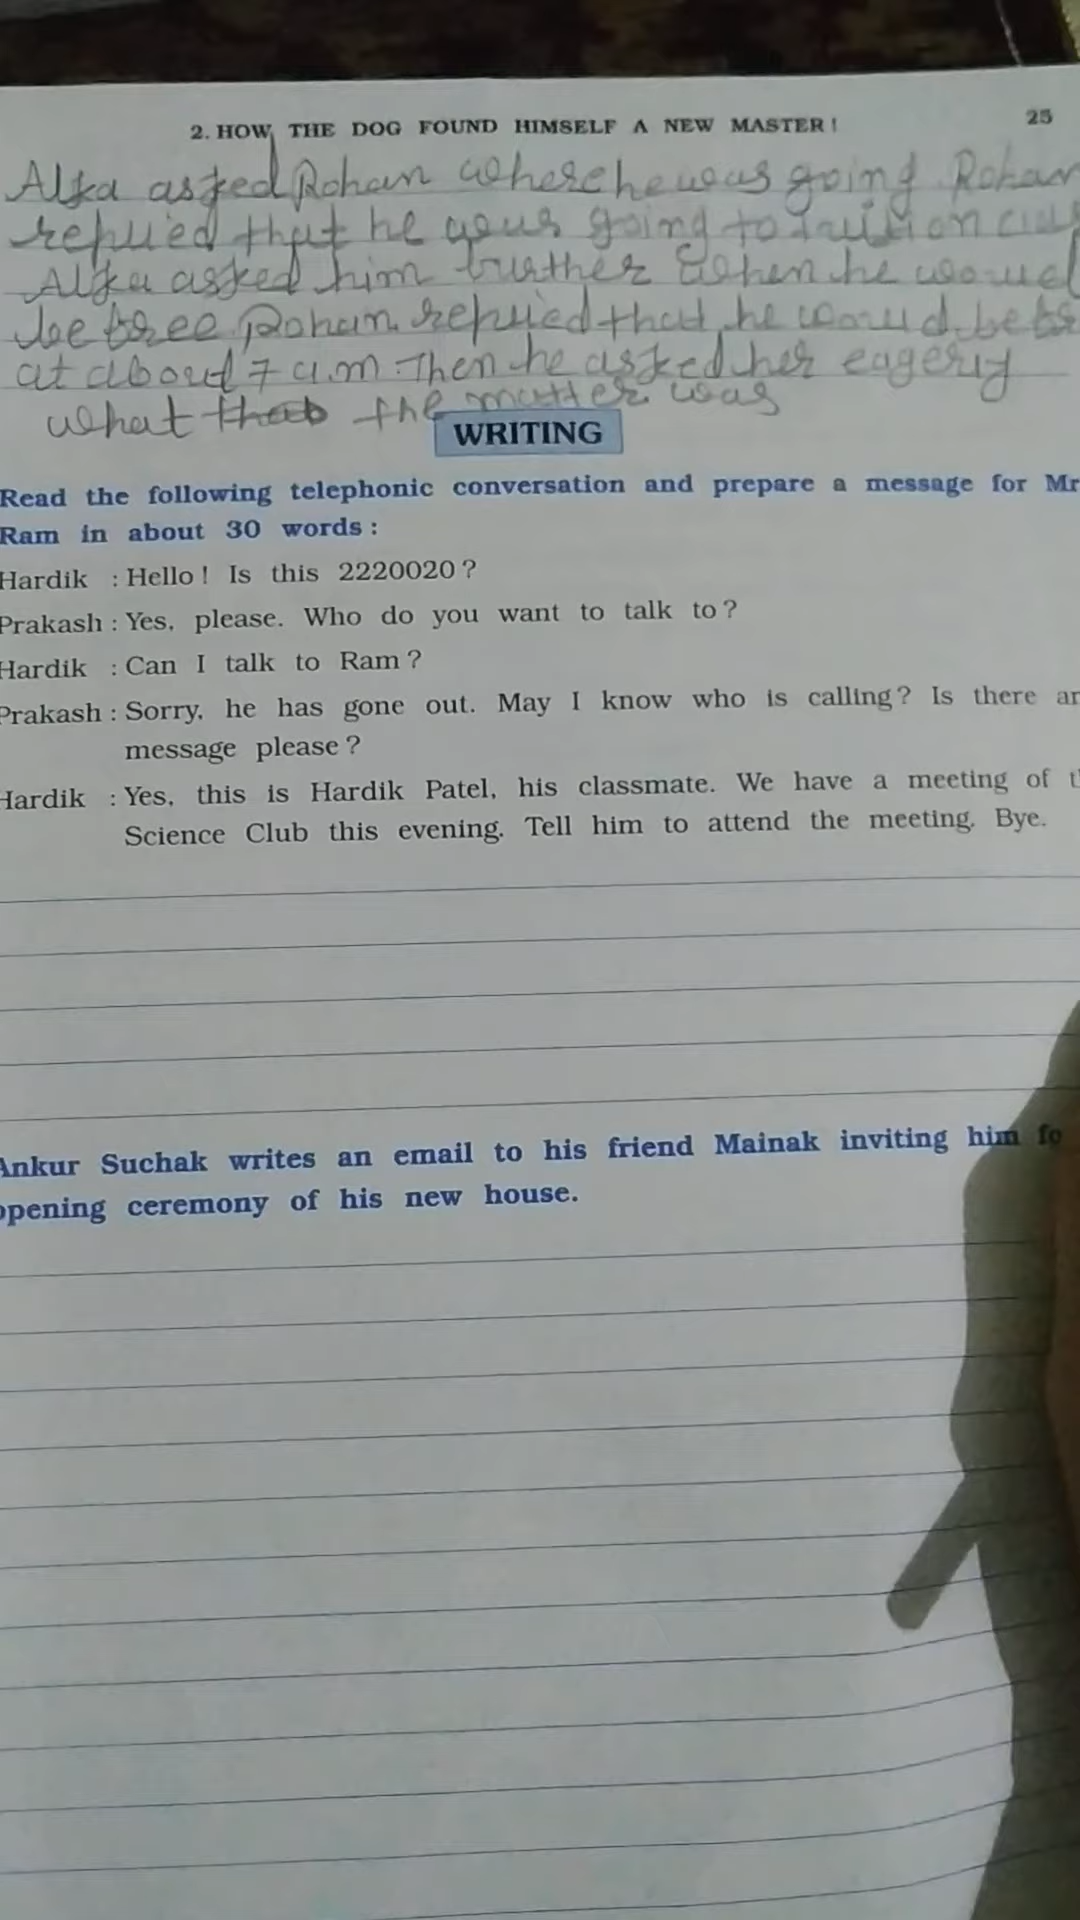 2. HOW THE DOG FOUND HIMSELF A NEW MASTER! 25
Alka asked Rohan where he was going Rohan
replied that he was going to tuition
Alka asked him further when he would
be free Rohan replied that he would be
at about 7 a.m. Then he asked her eagerly
what the matter was
WRITING
Read the following telephonic conversation and prepare a message for Mr
Ram in about 30 words :
Hardik : Hello! Is this 2220020?
Prakash : Yes, please. Who do you want to talk to?
Hardik : Can I talk to Ram?
Prakash : Sorry, he has gone out. May I know who is calling? Is there
message please?
Hardik : Yes, this is Hardik Patel, his classmate. We have a meeting of
Science Club this evening. Tell him to attend the meeting. Bye.
Ankur Suchak writes an email to his friend Mainak inviting him
opening ceremony of his new house.